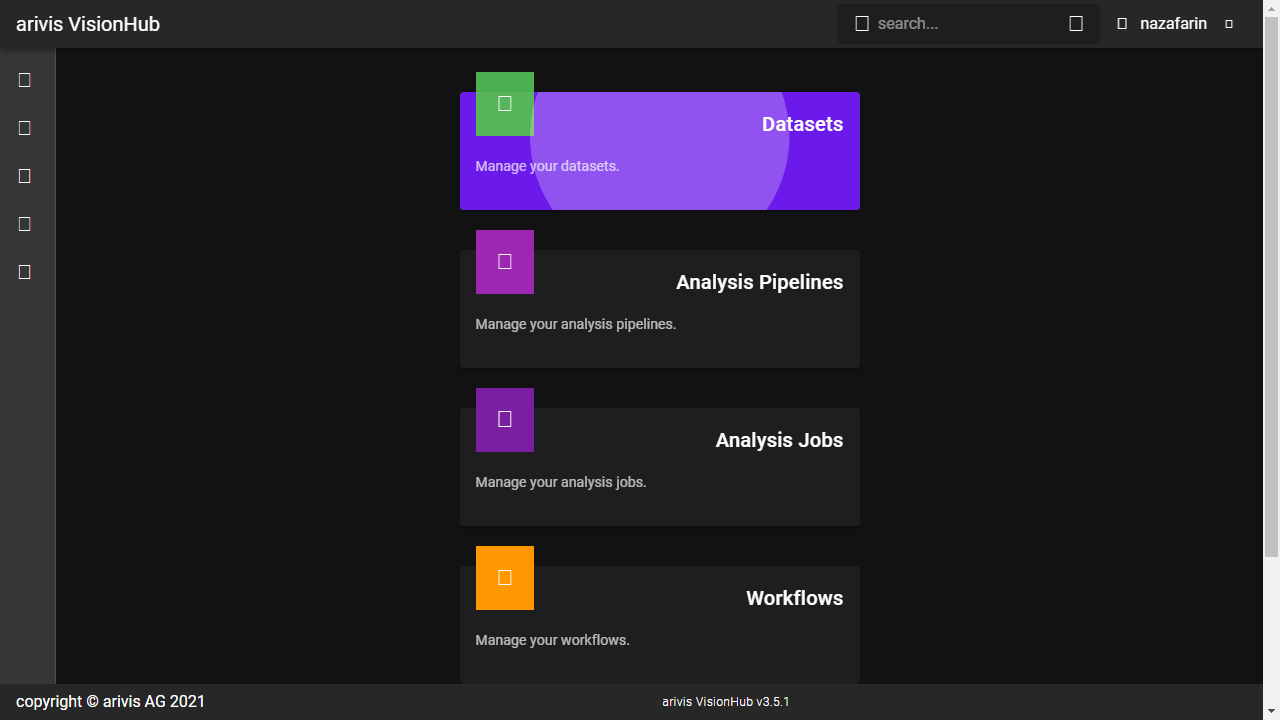 arivis VisionHub
search...
nazafarin
Datasets
Manage your datasets.
Analysis Pipelines
Manage your analysis pipelines.
Analysis Jobs
Manage your analysis jobs.
Workflows
Manage your workflows.
copyright © arivis AG 2021
arivis VisionHub v3.5.1